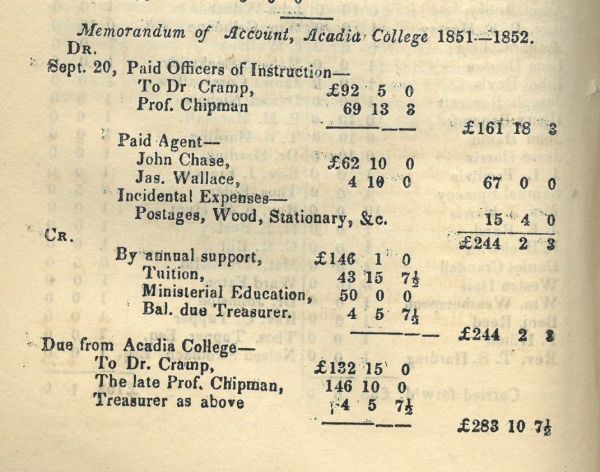 Memorandum of Account, Acadia College 1851.—1852.
DR.
Sept. 20, Paid Officers of Instruction—
To Dr. Cramp, £92 5 0
Prof. Chipman 69 13 3
£161 18 3
Paid Agent—
John Chase, £62 10 0
Jas. Wallace, 4 10 0 67 0 0
Incidental Expenses—
Postages, Wood, Stationary, &c. 15 4 0
£244 2 3
CR.
By annual support, £146 1 0
Tuition, 43 15 7½
Ministerial Education, 50 0 0
Bal. due Treasurer. 4 5 7½
£244 2 3
Due from Acadia College—
To Dr. Cramp, £132 15 0
The late Prof. Chipman, 146 10 0
Treasurer as above 4 5 7½
£283 10 7½